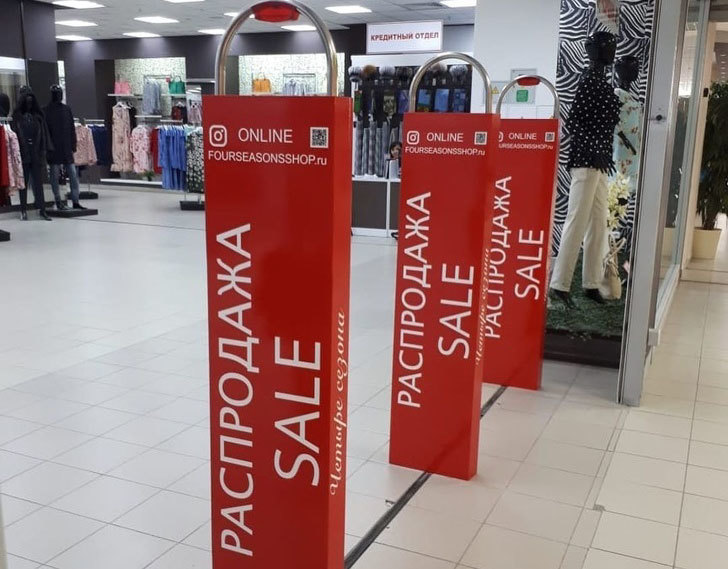 КРЕДИТНЫЙ ОТДЕЛ
ONLINE
FOURSEASONSSHOP.ru
РАСПРОДАЖА
SALE
Четыре сезона
ONLINE
FOURSEASONSSHOP.ru
РАСПРОДАЖА
SALE
Четыре сезона
ONLINE
FOURSEASONSSHOP.ru
РАСПРОДАЖА
SALE